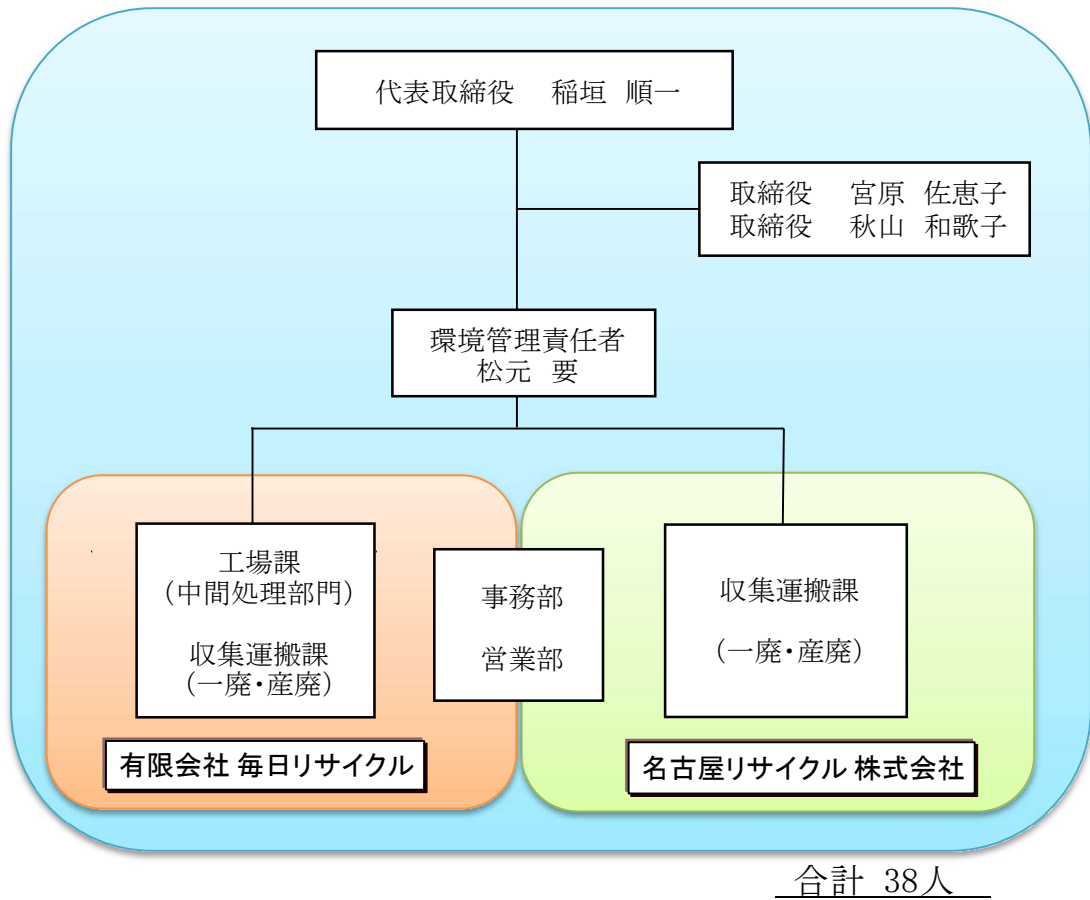 代表取締役　稲垣 順一
取締役　宮原 佐恵子
取締役　秋山 和歌子
環境管理責任者
松元 要
工場課
（中間処理部門）
収集運搬課
（一廃・産廃）
事務部
営業部
収集運搬課
（一廃・産廃）
有限会社 毎日リサイクル
名古屋リサイクル 株式会社
合計 38人